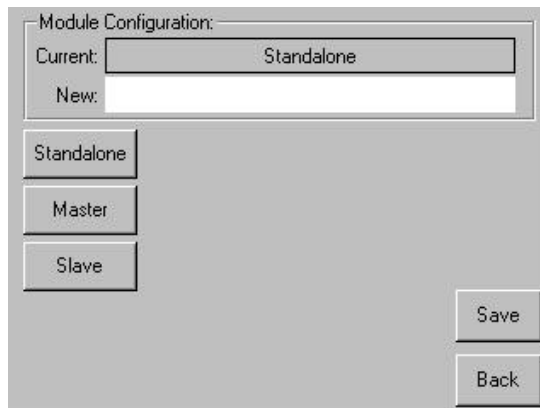 Module Configuration:
Current: Standalone
New:
Standalone
Master
Slave
Save
Back